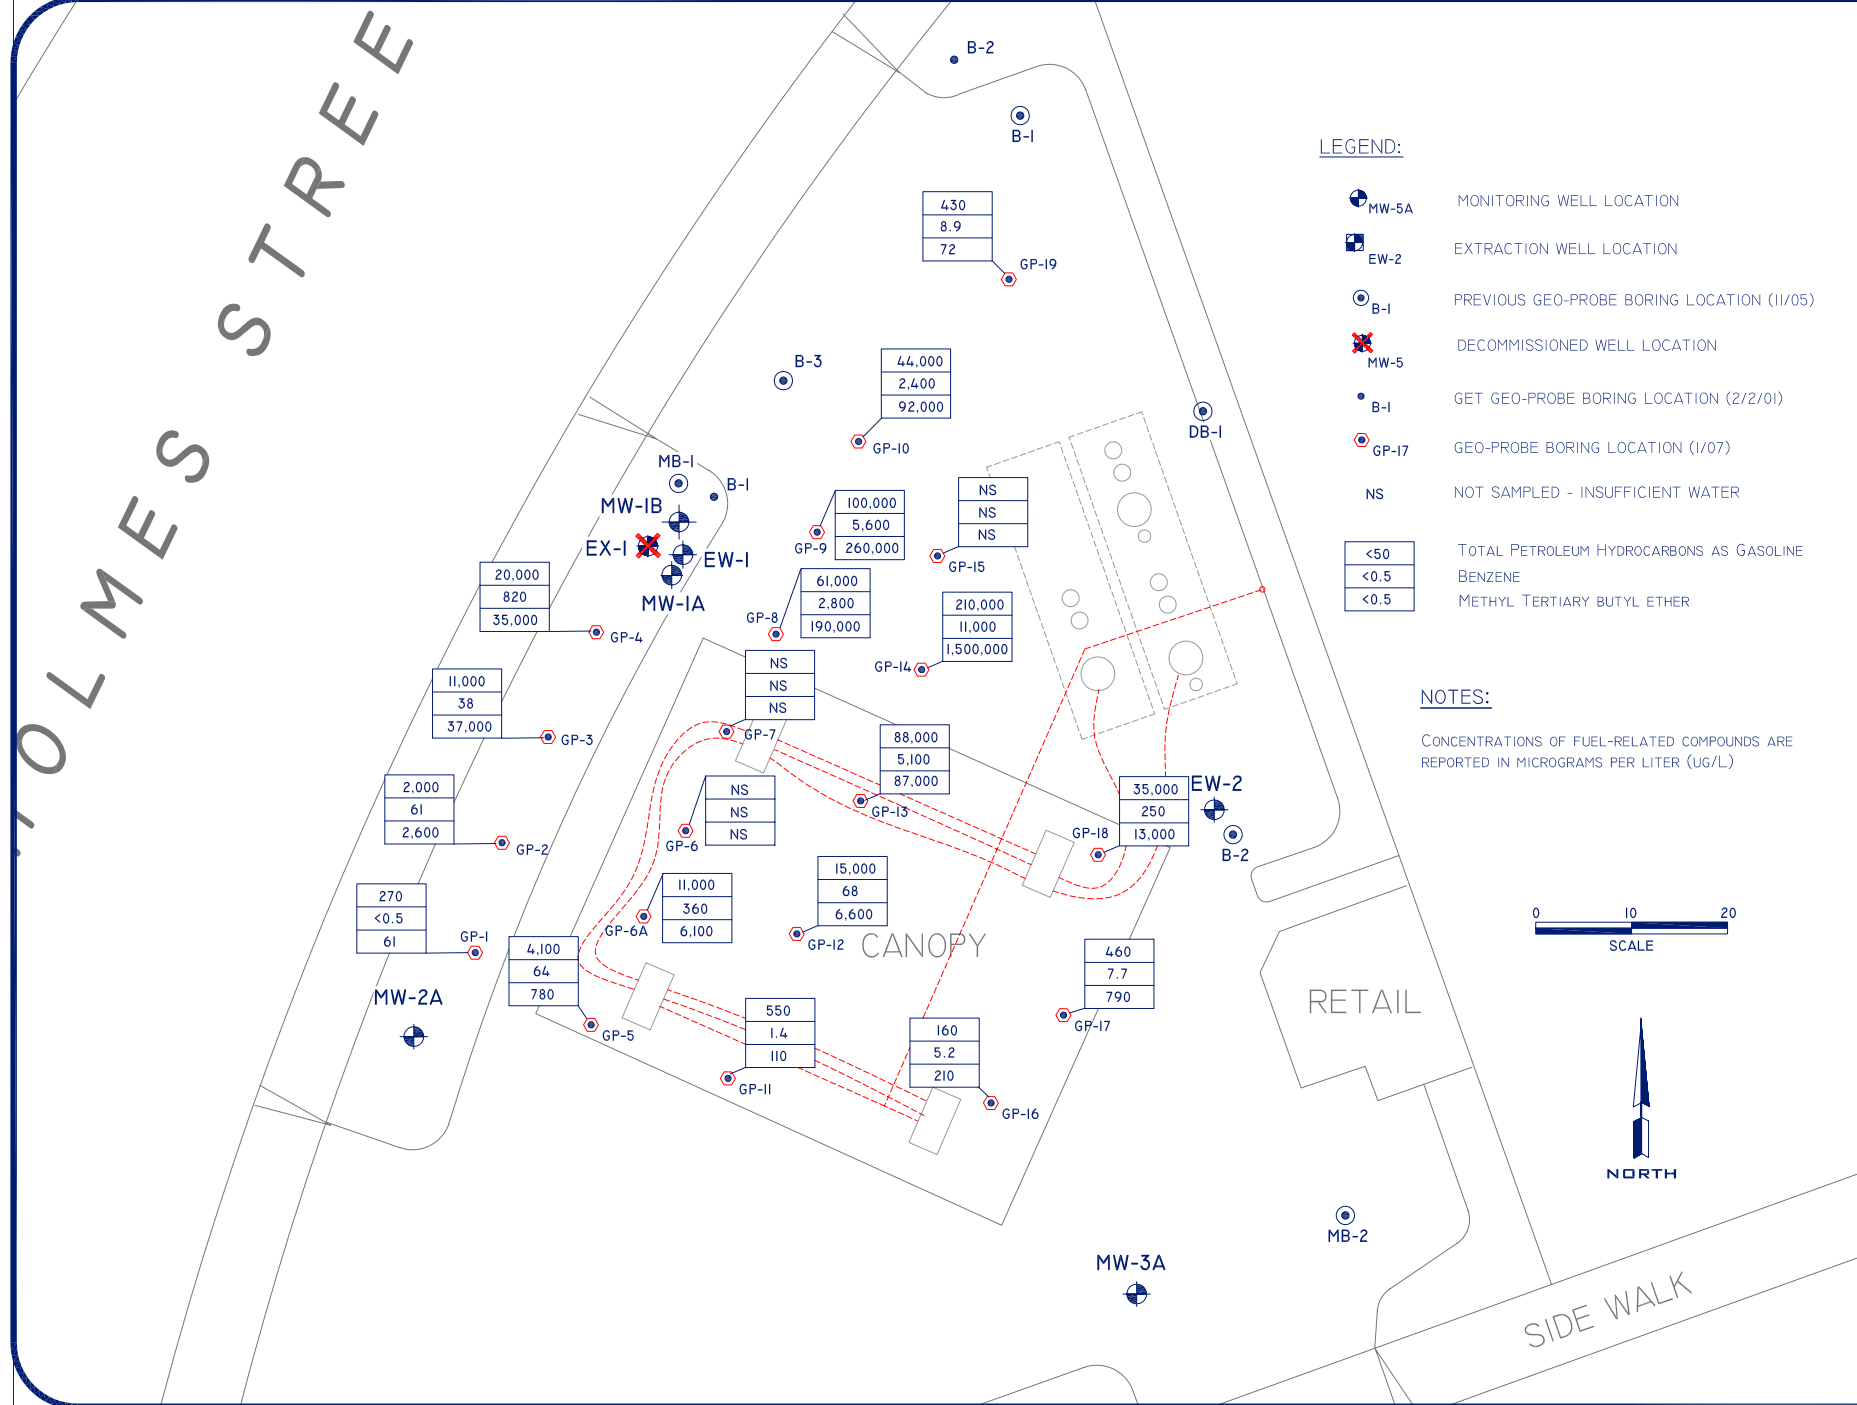 HOLMES STREE
B-2
B-1
430
8.9
72
GP-19
B-3
44,000
2,400
92,000
GP-10
DB-1
MB-1
B-1
MW-1B
EX-1
EW-1
MW-1A
100,000
5,600
260,000
GP-9
NS
NS
NS
GP-15
20,000
820
35,000
GP-4
61,000
2,800
190,000
GP-8
210,000
11,000
1,500,000
GP-14
11,000
38
37,000
GP-3
NS
NS
NS
GP-7
88,000
5,100
87,000
GP-13
2,000
61
2,600
GP-2
NS
NS
NS
GP-6
35,000
250
13,000
GP-18
EW-2
B-2
270
<0.5
61
GP-1
11,000
360
6,100
GP-6A
15,000
68
6,600
GP-12
CANOPY
4,100
64
780
GP-5
MW-2A
460
7.7
790
GP-17
550
1.4
110
GP-11
160
5.2
210
GP-16
RETAIL
MW-3A
MB-2
SIDE WALK
LEGEND:
MW-5A MONITORING WELL LOCATION
EW-2 EXTRACTION WELL LOCATION
B-1 PREVIOUS GEO-PROBE BORING LOCATION (11/05)
MW-5 DECOMMISSIONED WELL LOCATION
B-1 GET GEO-PROBE BORING LOCATION (2/2/01)
GP-17 GEO-PROBE BORING LOCATION (1/07)
NS NOT SAMPLED - INSUFFICIENT WATER
<50 TOTAL PETROLEUM HYDROCARBONS AS GASOLINE
<0.5 BENZENE
<0.5 METHYL TERTIARY BUTYL ETHER
NOTES:
CONCENTRATIONS OF FUEL-RELATED COMPOUNDS ARE
REPORTED IN MICROGRAMS PER LITER (UG/L)
0 10 20
SCALE
NORTH